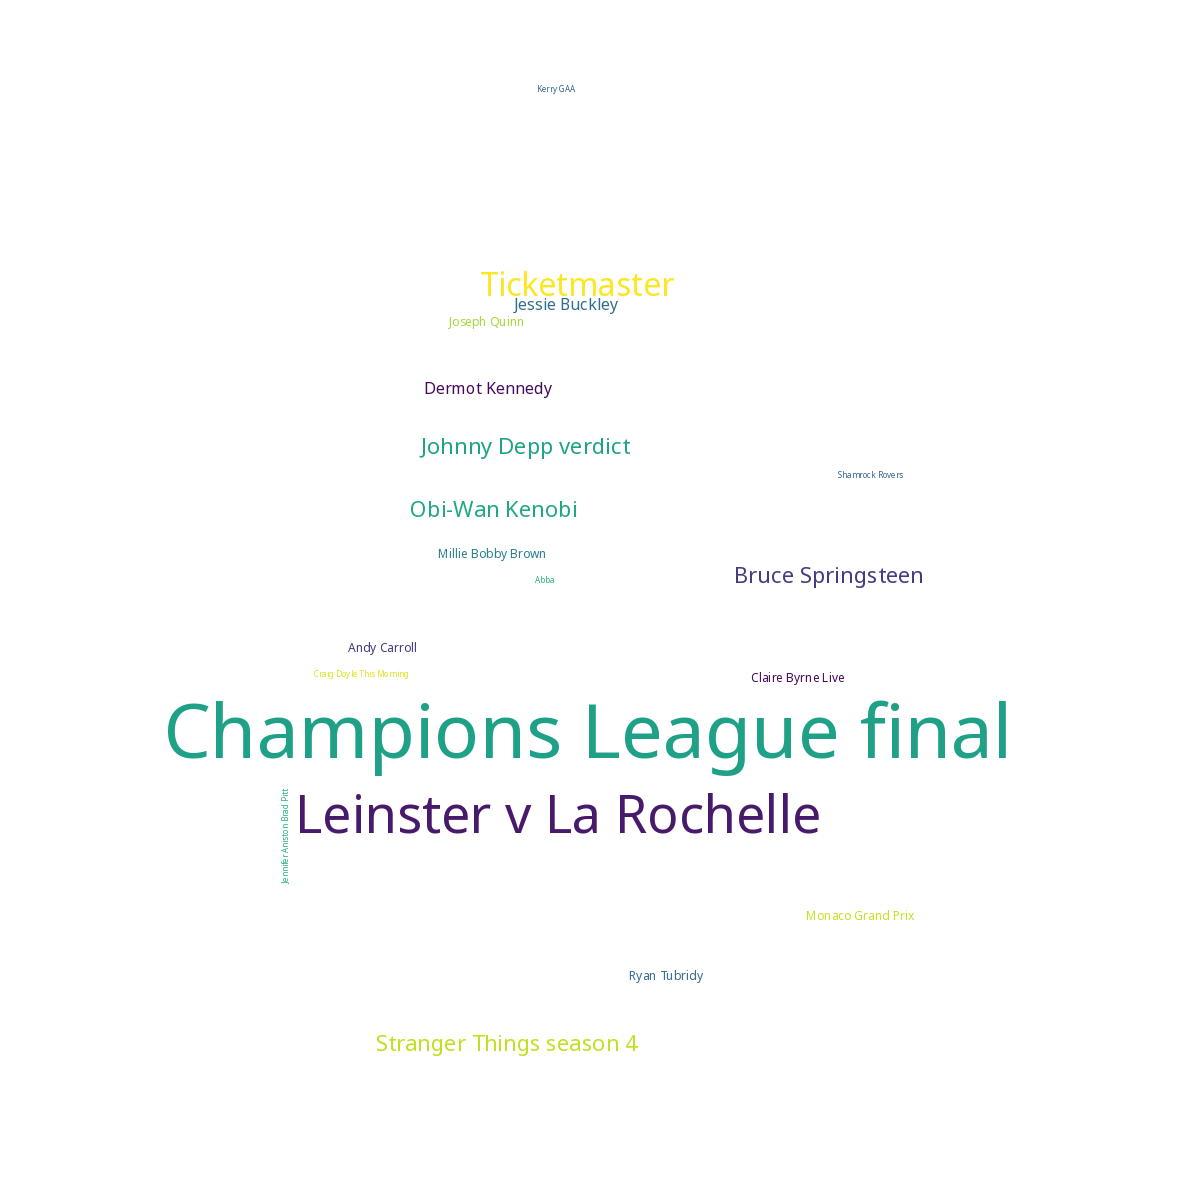 Kerry GAA
Ticketmaster
Jessie Buckley
Joseph Quinn
Dermot Kennedy
Johnny Depp verdict
Shamrock Rovers
Obi-Wan Kenobi
Millie Bobby Brown
Abba
Bruce Springsteen
Andy Carroll
Craig Doyle This Morning
Claire Byrne Live
Champions League final
Jennifer Aniston Brad Pitt
Leinster v La Rochelle
Monaco Grand Prix
Ryan Tubridy
Stranger Things season 4